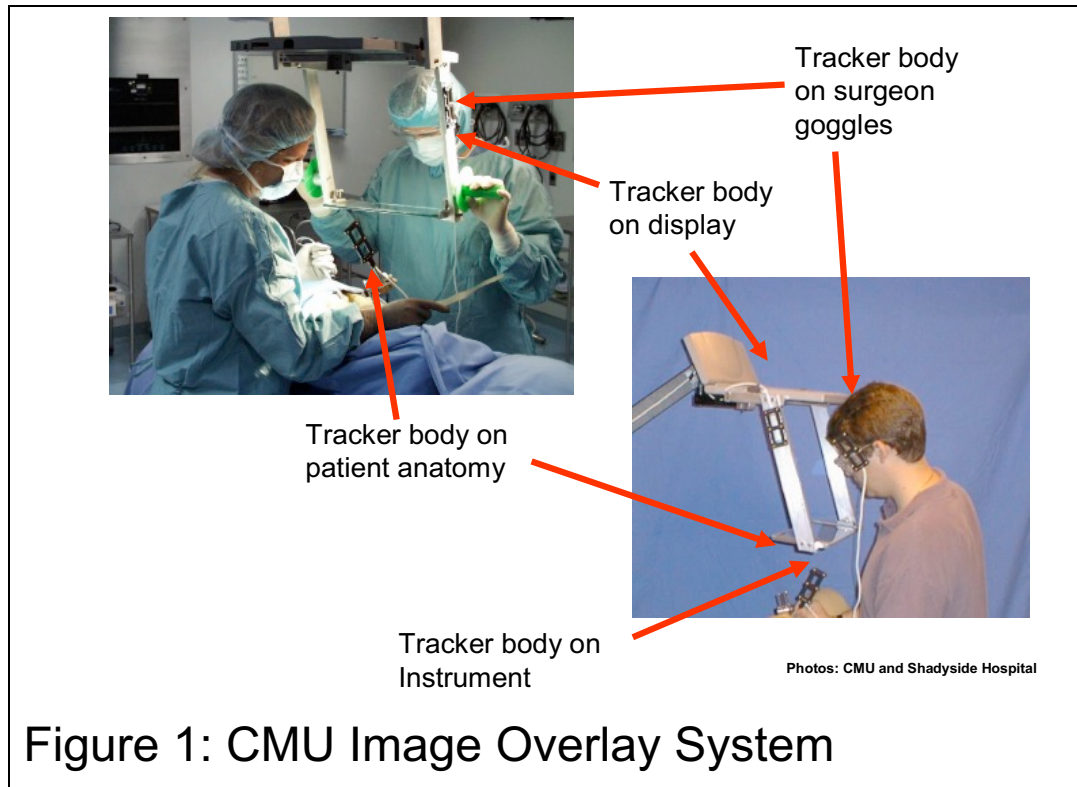 Tracker body
on surgeon
goggles
Tracker body
on display
Tracker body on
patient anatomy
Tracker body on
Instrument
Photos: CMU and Shadyside Hospital
Figure 1: CMU Image Overlay System